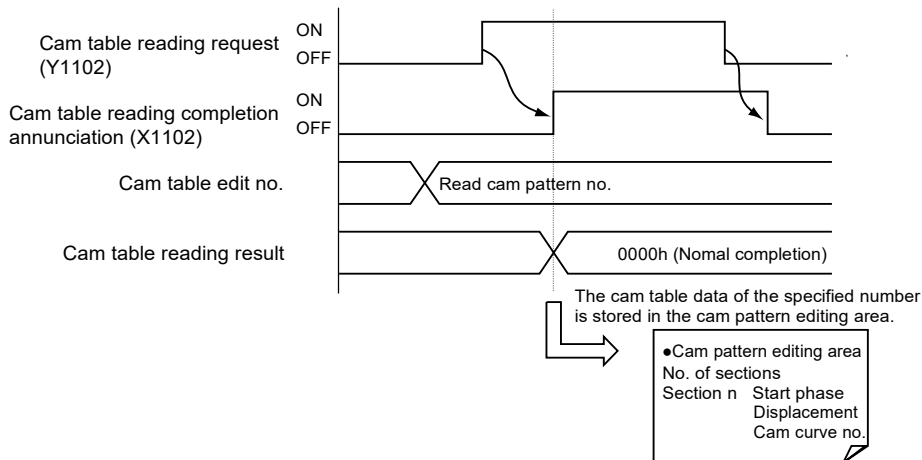 Cam table reading request
(Y1102)
ON
OFF
Cam table reading completion
annunciation (X1102)
ON
OFF
Cam table edit no.
Read cam pattern no.
Cam table reading result
0000h (Nomal completion)
The cam table data of the specified number
is stored in the cam pattern editing area.
●Cam pattern editing area
No. of sections
Section n Start phase
Displacement
Cam curve no.